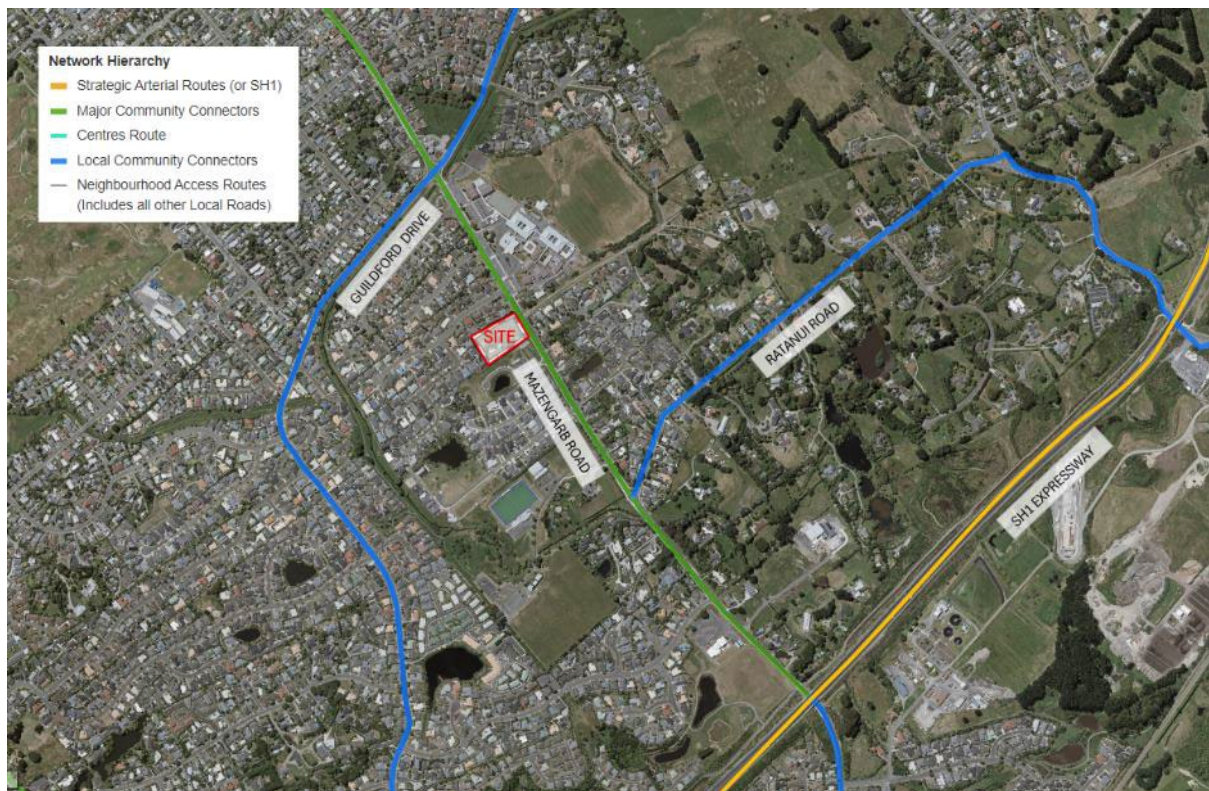 Network Hierarchy
Strategic Arterial Routes (or SH1)
Major Community Connectors
Centres Route
Local Community Connectors
Neighbourhood Access Routes
(Includes all other Local Roads)
GUILDFORD DRIVE
SITE
MAZENGARB ROAD
RATANUI ROAD
SH1 EXPRESSWAY